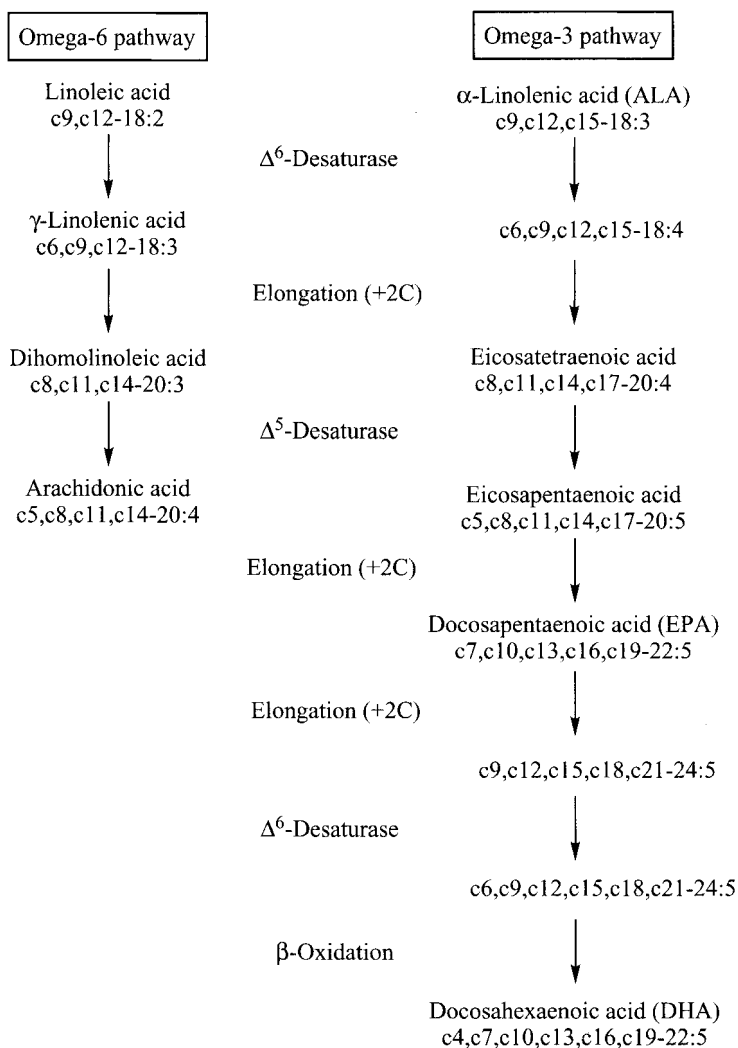 Omega-6 pathway
Omega-3 pathway
Linoleic acid
c9,c12-18:2
α-Linolenic acid (ALA)
c9,c12,c15-18:3
Δ⁶-Desaturase
γ-Linolenic acid
c6,c9,c12-18:3
c6,c9,c12,c15-18:4
Elongation (+2C)
Dihomolinoleic acid
c8,c11,c14-20:3
Eicosatetraenoic acid
c8,c11,c14,c17-20:4
Δ⁵-Desaturase
Arachidonic acid
c5,c8,c11,c14-20:4
Eicosapentaenoic acid
c5,c8,c11,c14,c17-20:5
Elongation (+2C)
Docosapentaenoic acid (EPA)
c7,c10,c13,c16,c19-22:5
Elongation (+2C)
c9,c12,c15,c18,c21-24:5
Δ⁶-Desaturase
c6,c9,c12,c15,c18,c21-24:5
β-Oxidation
Docosahexaenoic acid (DHA)
c4,c7,c10,c13,c16,c19-22:5